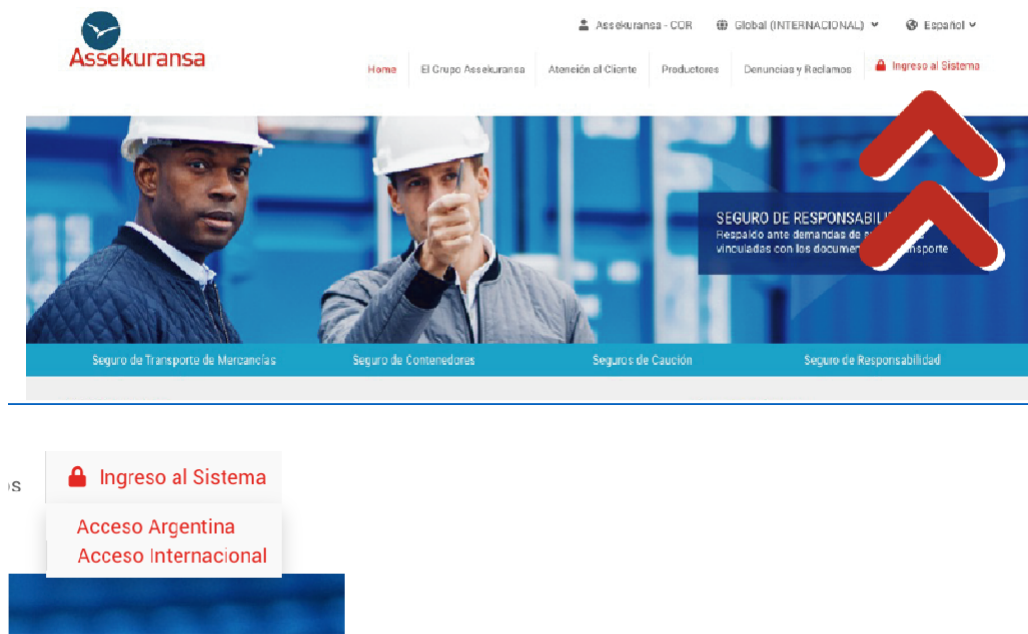 Assekuransa - COR Global (INTERNACIONAL) Español
Assekuransa
Home El Grupo Assekuransa Atención al Cliente Productores Denuncias y Reclamos Ingreso al Sistema
SEGURO DE RESPONSABILI
Respaldo ante demandas de
vinculadas con los documen nsporte
Seguro de Transporte de Mercancías Seguro de Contenedores Seguros de Caución Seguro de Responsabilidad
os Ingreso al Sistema
Acceso Argentina
Acceso Internacional